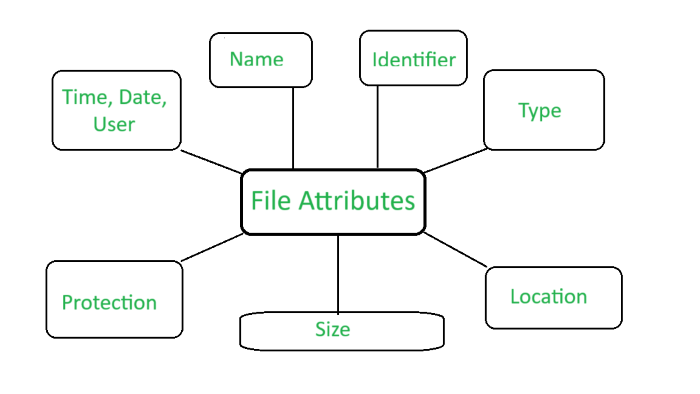 Name
Identifier
Time, Date,
User
Type
File Attributes
Protection
Size
Location